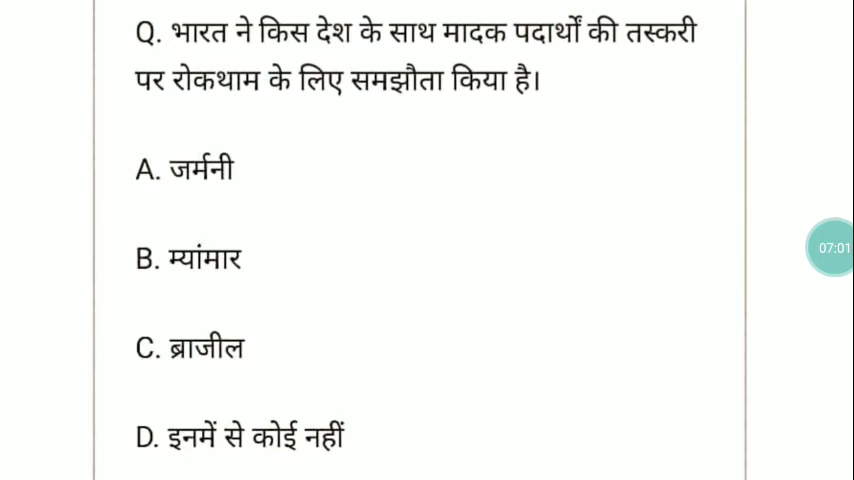 Q. भारत ने किस देश के साथ मादक पदार्थों की तस्करी
पर रोकथाम के लिए समझौता किया है।
A. जर्मनी
B. म्यांमार
07:01
C. ब्राजील
D. इनमें से कोई नहीं